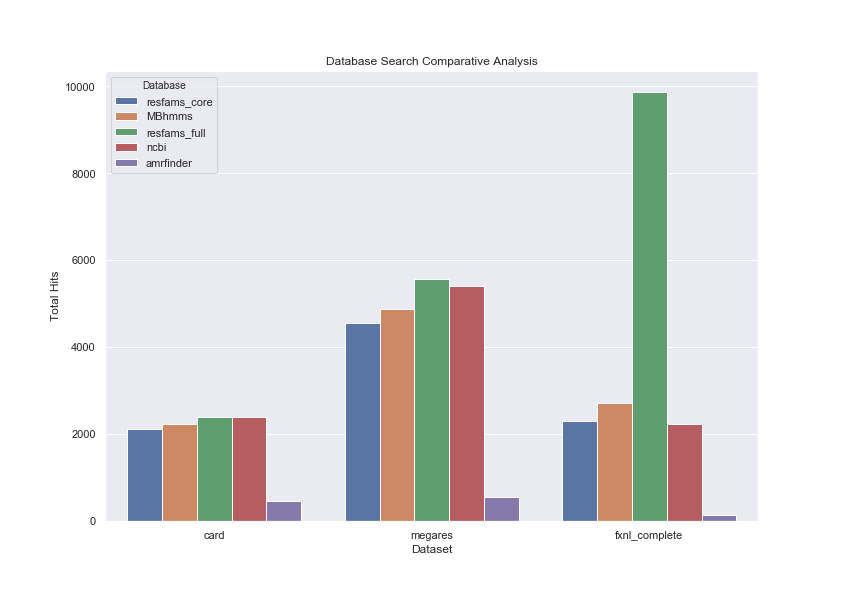 Database Search Comparative Analysis
Database
resfams_core
MBhmms
resfams_full
ncbi
amrfinder
Total Hits
10000
8000
6000
4000
2000
0
card
megares
fxnl_complete
Dataset